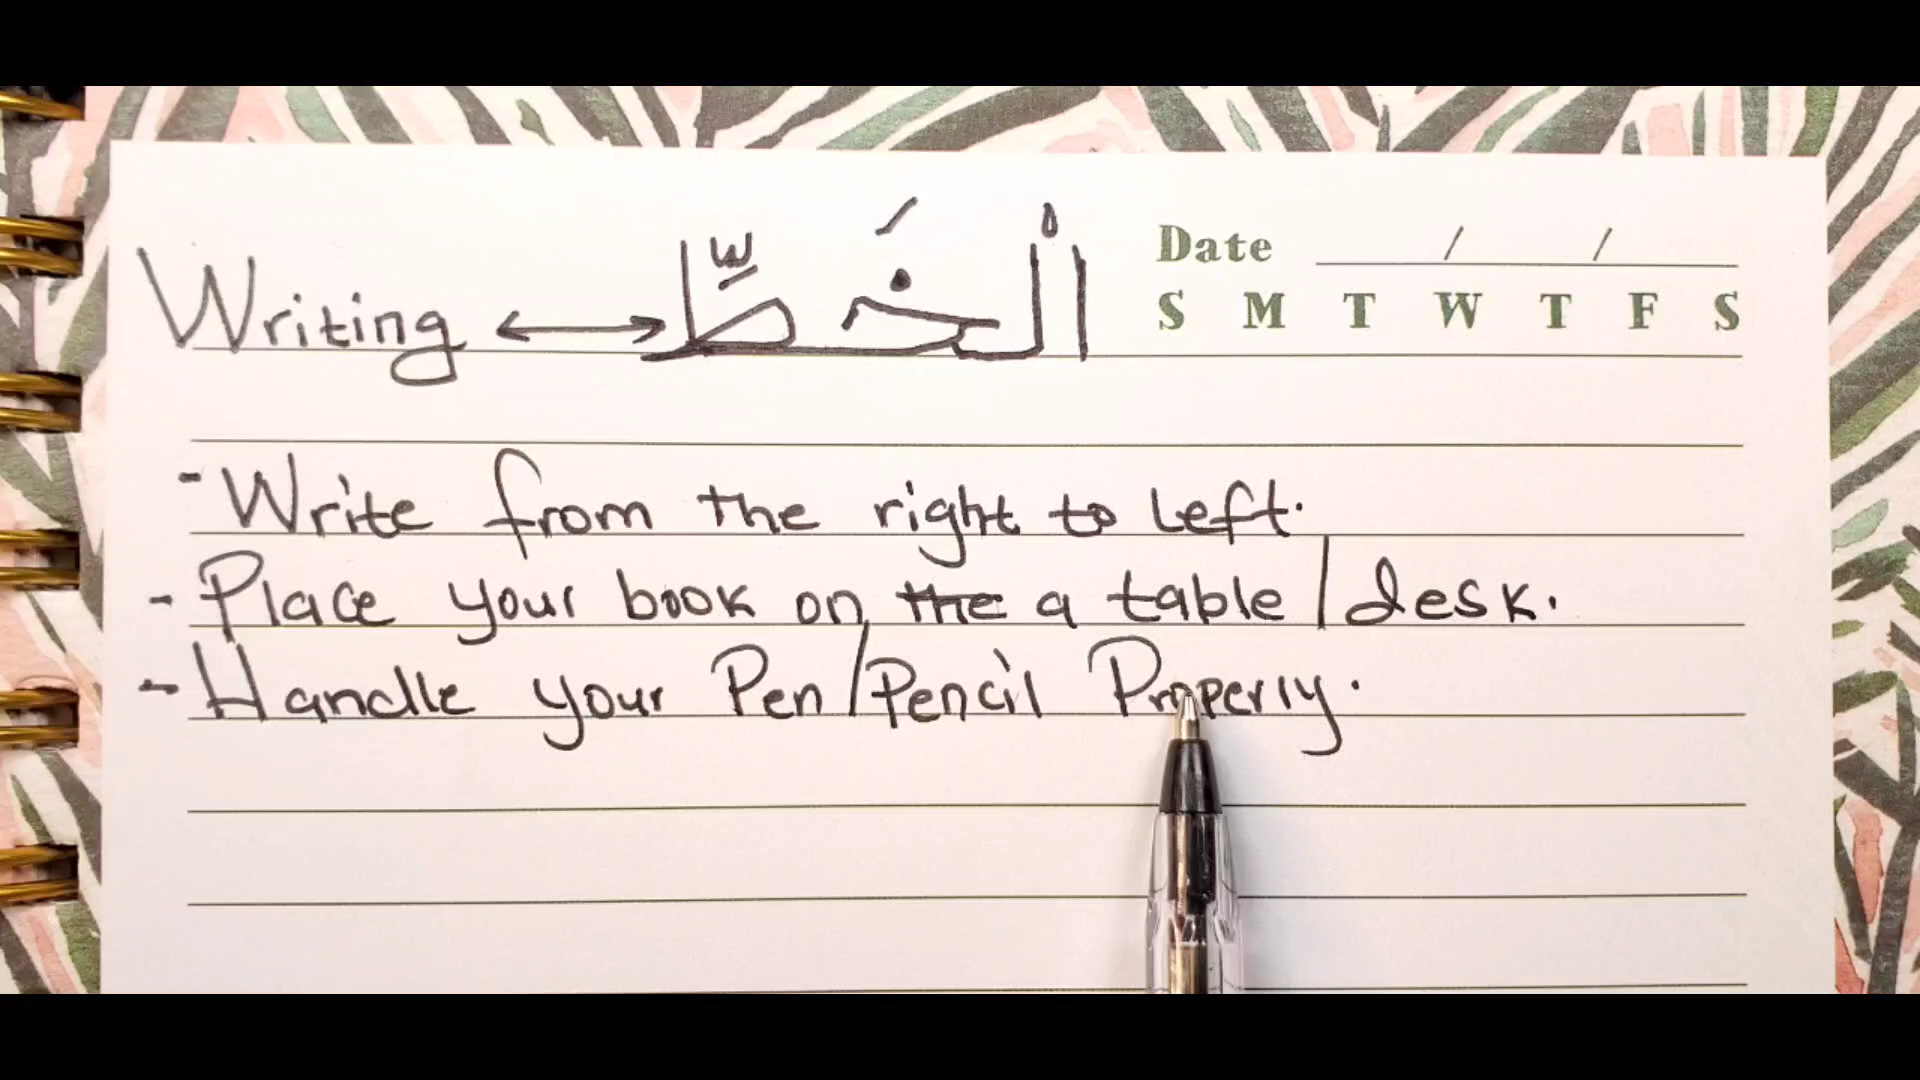 Writing ↔ الْخَطِّ
Date / /
S M T W T F S
- Write from the right to left.
- Place your book on ~~the~~ a table/desk.
- Handle your Pen/Pencil Properly.